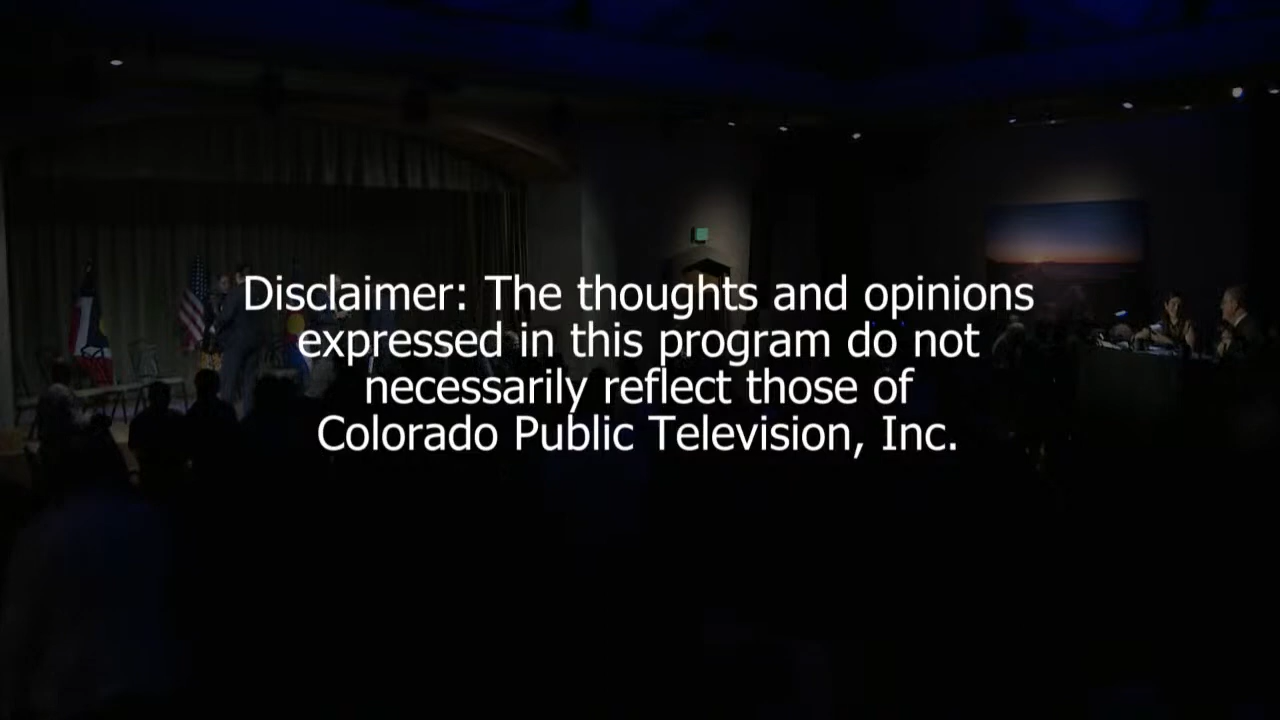 Disclaimer: The thoughts and opinions
expressed in this program do not
necessarily reflect those of
Colorado Public Television, Inc.